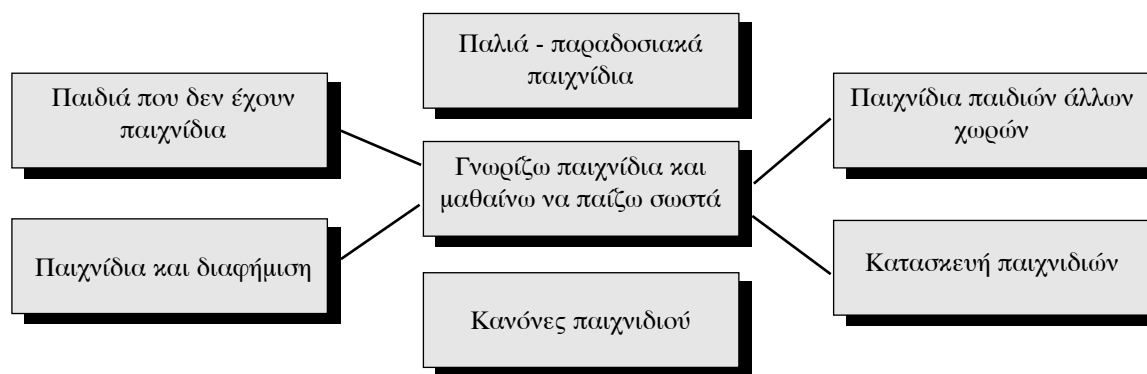 Παλιά - παραδοσιακά
παιχνίδια
Παιδιά που δεν έχουν
παιχνίδια
Παιχνίδια παιδιών άλλων
χωρών
Γνωρίζω παιχνίδια και
μαθαίνω να παίζω σωστά
Παιχνίδια και διαφήμιση
Κατασκευή παιχνιδιών
Κανόνες παιχνιδιού